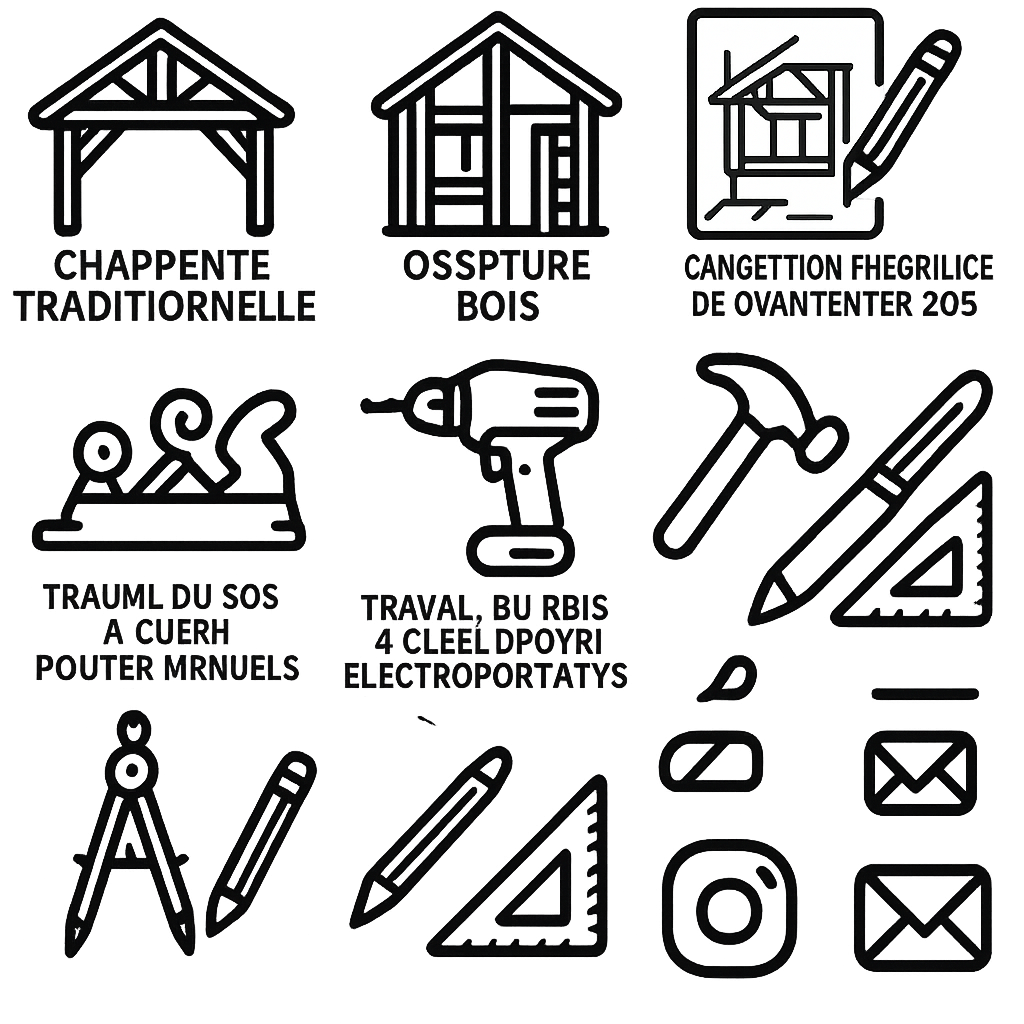 CHAPPENTE
TRADITIORNELLE
OSSPTURE
BOIS
CANGETTION FHEGRILICE
DE OVANTENTER 2O5
TRAUML DU SOS
A CUERH
POUTER MRNUELS
TRAVAL, BU RBIS
4 CLEEL DPOYRI
ELECTROPORTATYS